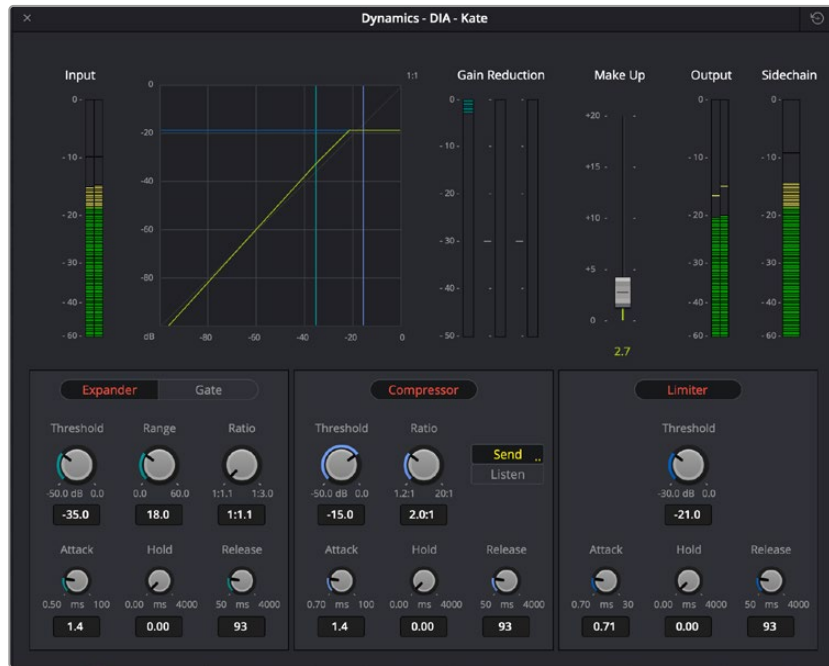 Dynamics - DIA - Kate
Input
Gain Reduction
Make Up
Output
Sidechain
0-
-10-
-20-
-30-
-40-
-60-
1:1
0
-20
-40
-60
-80
dB
-80
-60
-40
-20
0
0-
-10-
-20-
-30-
-40-
-50-
+20 -
+15 -
+10 -
+5
0 -
2.7
0-
-10-
-20-
-30-
-40-
-60-
0-
-10-
-20-
-30-
-40-
-60-
Expander Gate
Threshold Range Ratio
-50.0 dB 0.0 0.0 60.0 1:1.1 1:3.0
-35.0 18.0 1:1.1
Attack Hold Release
0.50 ms 100 0.00 ms 4000 50 ms 4000
1.4 0.00 93
Compressor
Threshold Ratio
Send ..
Listen
-50.0 dB 0.0 1.2:1 20:1
-15.0 2.0:1
Attack Hold Release
0.70 ms 100 0.00 ms 4000 50 ms 4000
1.4 0.00 93
Limiter
Threshold
-30.0 dB 0.0
-21.0
Attack Hold Release
0.70 ms 30 0.00 ms 4000 50 ms 4000
0.71 0.00 93